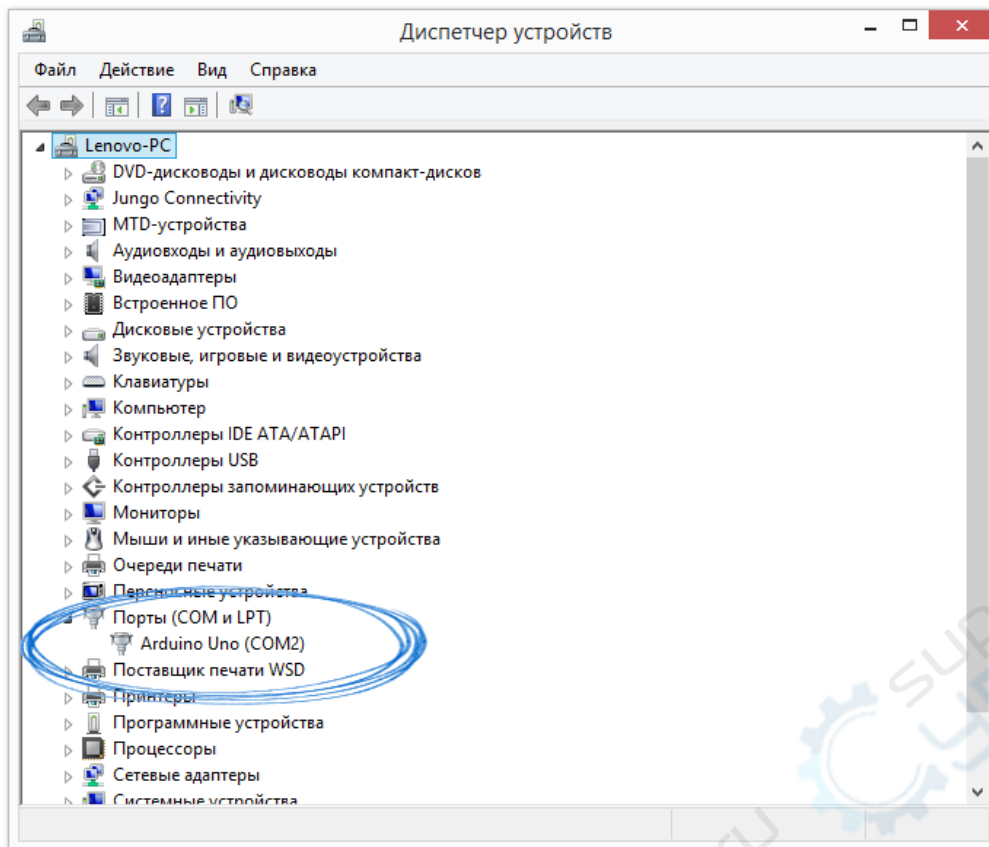 Диспетчер устройств
Файл Действие Вид Справка
Lenovo-PC
DVD-дисководы и дисководы компакт-дисков
Jungo Connectivity
MTD-устройства
Аудиовходы и аудиовыходы
Видеоадаптеры
Встроенное ПО
Дисковые устройства
Звуковые, игровые и видеоустройства
Клавиатуры
Компьютер
Контроллеры IDE ATA/ATAPI
Контроллеры USB
Контроллеры запоминающих устройств
Мониторы
Мыши и иные указывающие устройства
Очереди печати
Переносные устройства
Порты (COM и LPT)
Arduino Uno (COM2)
Поставщик печати WSD
Принтеры
Программные устройства
Процессоры
Сетевые адаптеры
Системные устройства